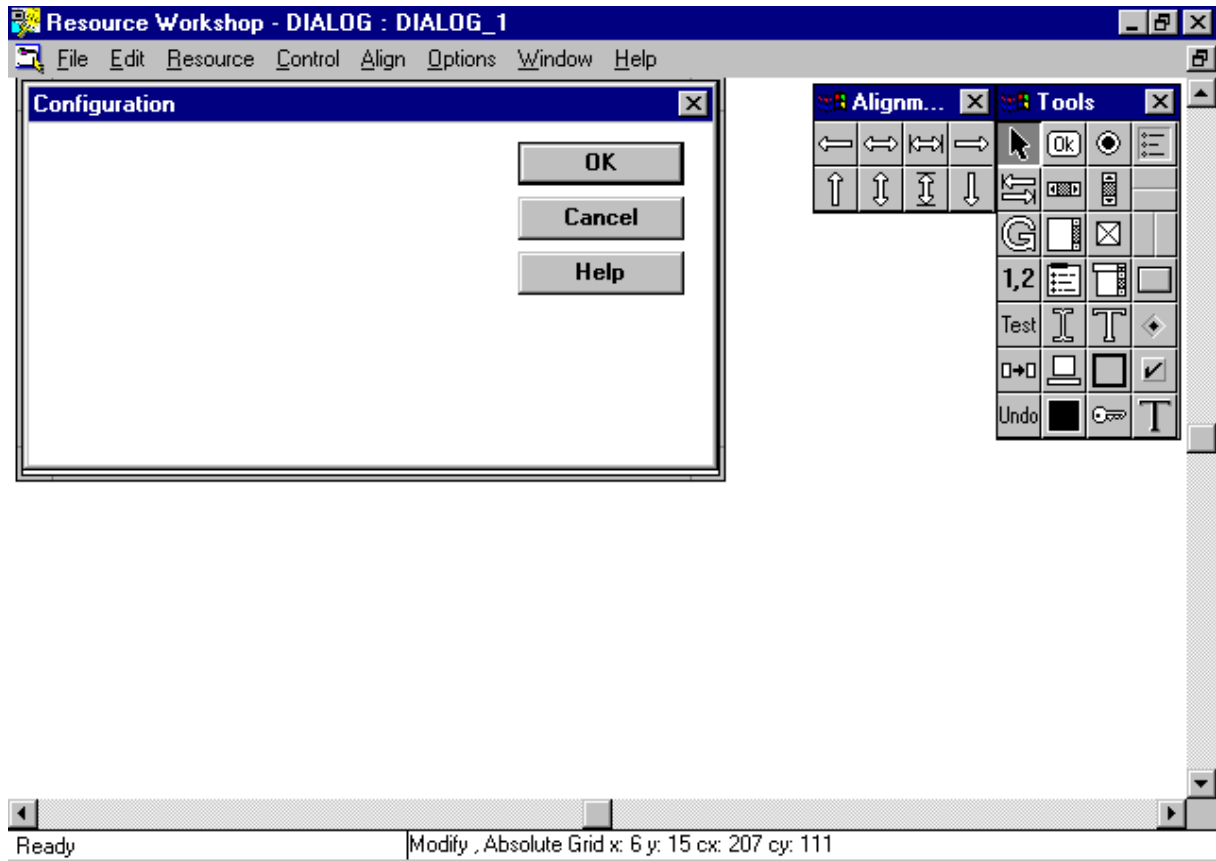 Resource Workshop - DIALOG : DIALOG_1
File Edit Resource Control Align Options Window Help
Configuration
OK
Cancel
Help
Alignm...
Tools
Ok
G
1,2
Test
T
Undo
T
Ready
Modify , Absolute Grid x: 6 y: 15 cx: 207 cy: 111